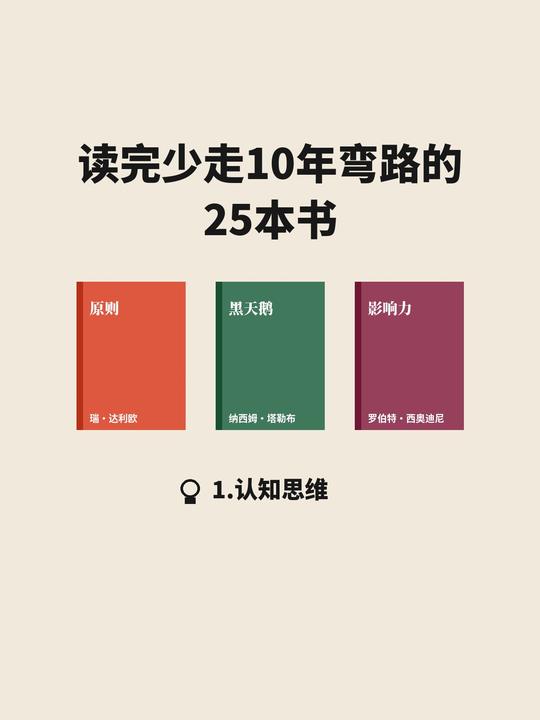 读完少走10年弯路的
25本书
原则
瑞·达利欧
黑天鹅
纳西姆·塔勒布
影响力
罗伯特·西奥迪尼
1.认知思维